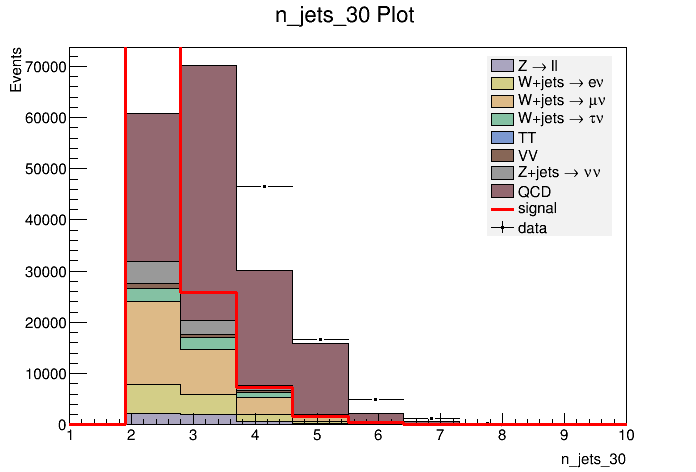 n_jets_30 Plot
Events
70000
60000
50000
40000
30000
20000
10000
0
1 2 3 4 5 6 7 8 9 10
n_jets_30
Z → ll
W+jets → eν
W+jets → μν
W+jets → τν
TT
VV
Z+jets → νν
QCD
signal
data